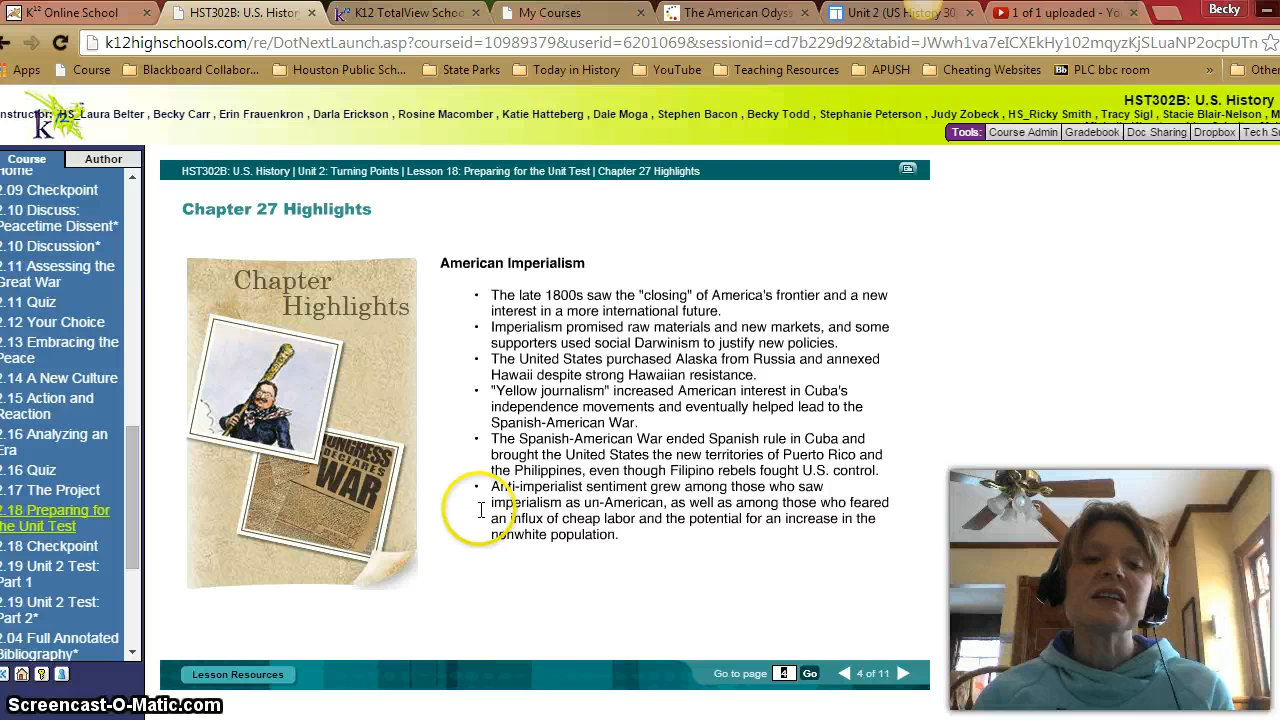 K¹² Online School
HST302B: U.S. Histor
K12 TotalView Schoo
My Courses
The American Odyss
Unit 2 (US History 30
1 of 1 uploaded - Yo
Becky
k12highschools.com/re/DotNextLaunch.asp?courseid=10989379&userid=6201069&sessionid=cd7b229d92&tabid=JWwh1va7eICXEkHy102mqyzKjSLuaNP2ocpUTn
Apps
Course
Blackboard Collabor...
Houston Public Sch...
State Parks
Today in History
YouTube
Teaching Resources
APUSH
Cheating Websites
Bb PLC bbc room
»
Other
k12
HST302B: U.S. History
nstructor: HS_Laura Belter, Becky Carr, Erin Frauenkron, Darla Erickson, Rosine Macomber, Katie Hatteberg, Dale Moga, Stephen Bacon, Becky Todd, Stephanie Peterson, Judy Zobeck, HS_Ricky Smith, Tracy Sigl, Stacie Blair-Nelson, M
Tools: Course Admin Gradebook Doc Sharing Dropbox Tech S
Course Author
Home
2.09 Checkpoint
2.10 Discuss:
Peacetime Dissent*
2.10 Discussion*
2.11 Assessing the
Great War
2.11 Quiz
2.12 Your Choice
2.13 Embracing the
Peace
2.14 A New Culture
2.15 Action and
Reaction
2.16 Analyzing an
Era
2.16 Quiz
2.17 The Project
2.18 Preparing for
the Unit Test
2.18 Checkpoint
2.19 Unit 2 Test:
Part 1
2.19 Unit 2 Test:
Part 2*
2.04 Full Annotated
Bibliography*
HST302B: U.S. History | Unit 2: Turning Points | Lesson 18: Preparing for the Unit Test | Chapter 27 Highlights
Chapter 27 Highlights
Chapter
Highlights
CONGRESS
DECLARES
WAR
American Imperialism
• The late 1800s saw the "closing" of America's frontier and a new
interest in a more international future.
• Imperialism promised raw materials and new markets, and some
supporters used social Darwinism to justify new policies.
• The United States purchased Alaska from Russia and annexed
Hawaii despite strong Hawaiian resistance.
• "Yellow journalism" increased American interest in Cuba's
independence movements and eventually helped lead to the
Spanish-American War.
• The Spanish-American War ended Spanish rule in Cuba and
brought the United States the new territories of Puerto Rico and
the Philippines, even though Filipino rebels fought U.S. control.
• Anti-imperialist sentiment grew among those who saw
imperialism as un-American, as well as among those who feared
an influx of cheap labor and the potential for an increase in the
nonwhite population.
Lesson Resources
Go to page 4 Go
4 of 11
Screencast-O-Matic.com